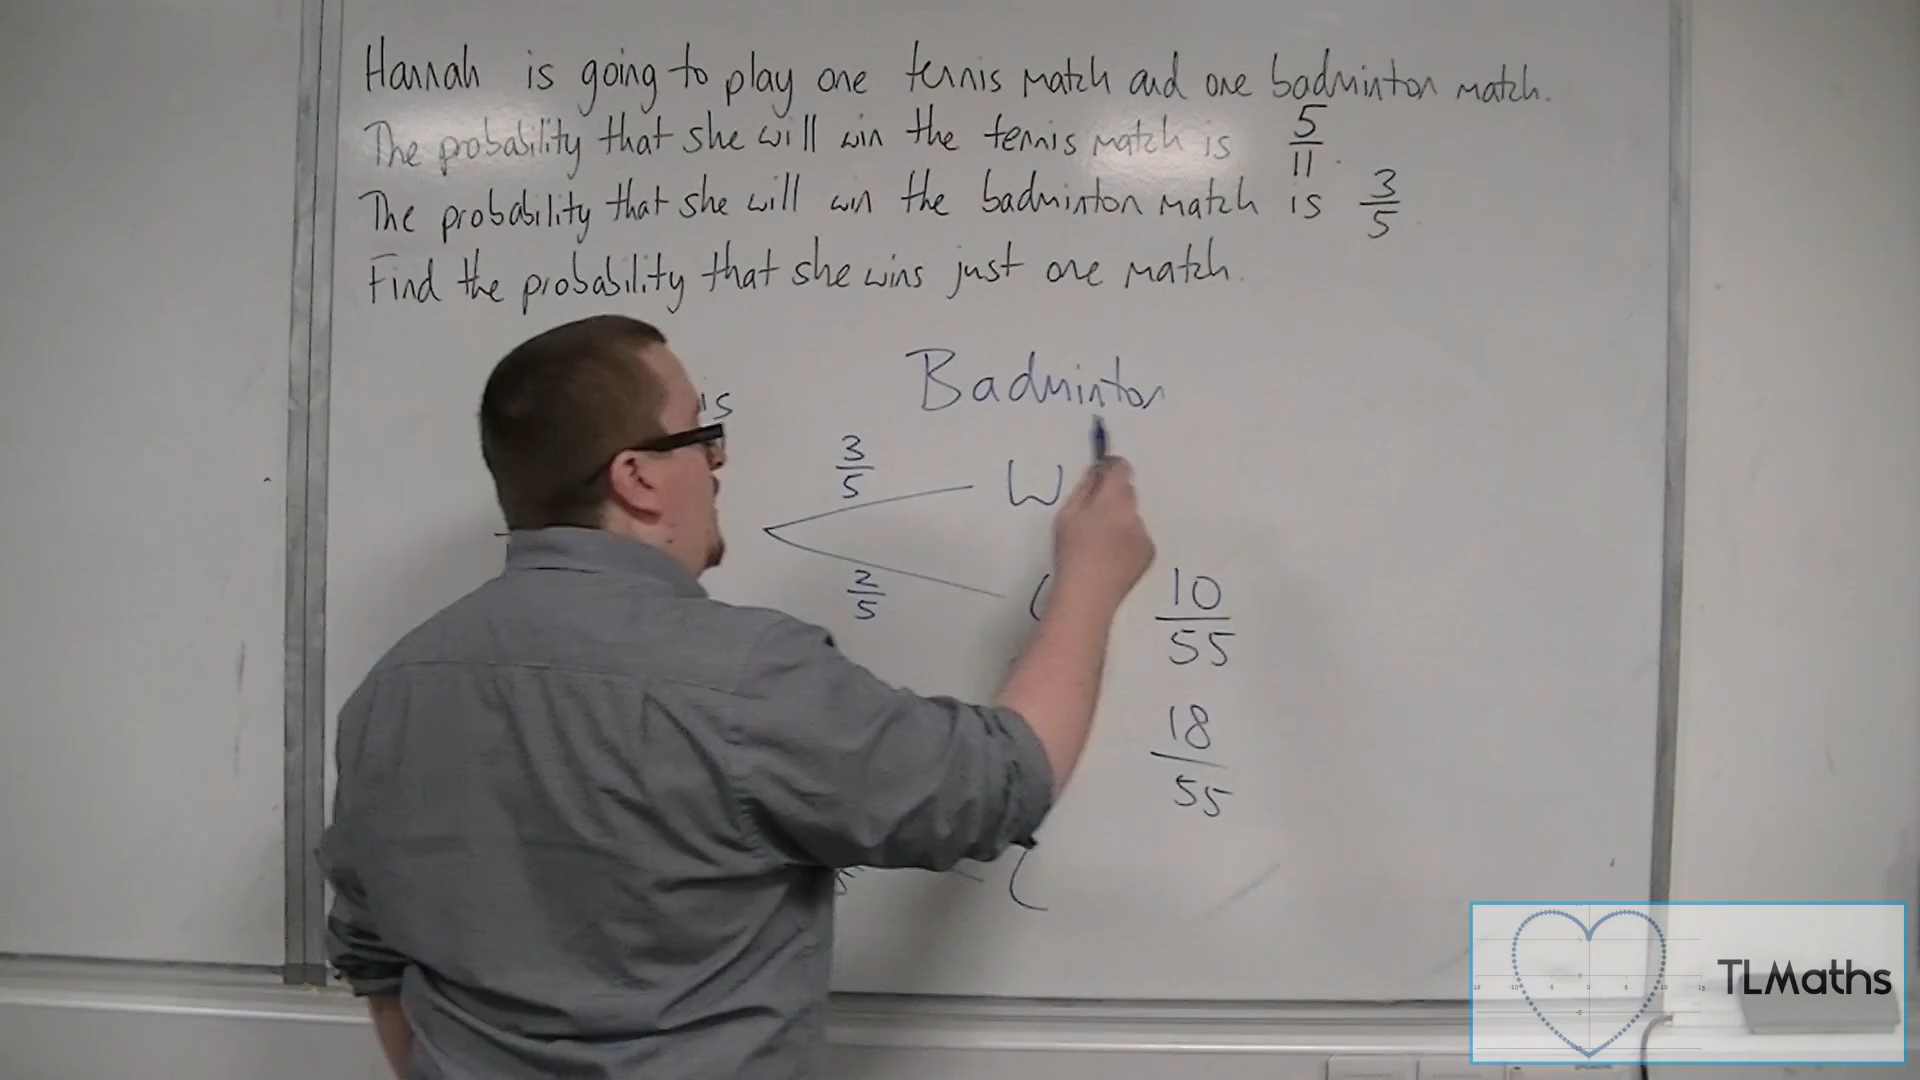 Hannah is going to play one tennis match and one badminton match.
The probability that she will win the tennis match is 5/11.
The probability that she will win the badminton match is 3/5
Find the probability that she wins just one match.
is Badminton
3/5 W
2/5
10/55
18/55
TLMaths